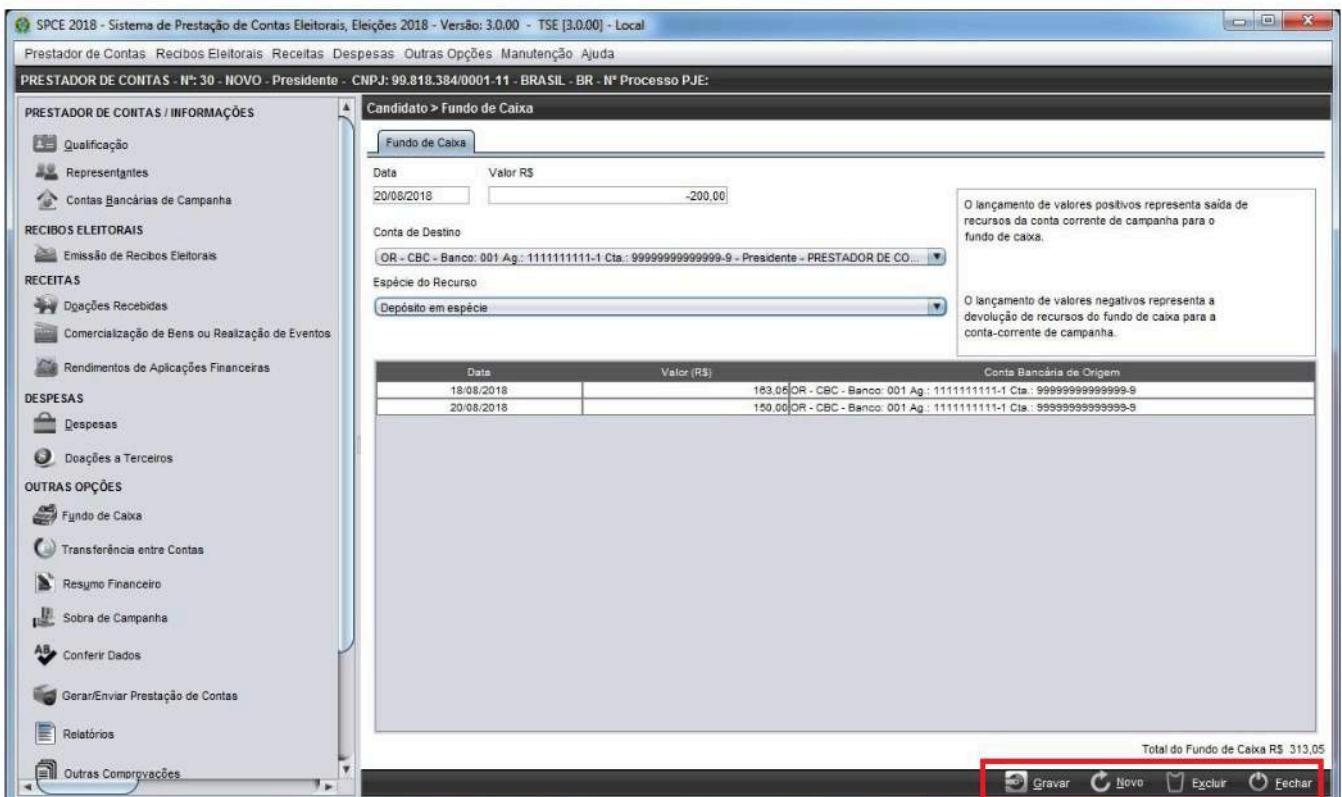 SPCE 2018 - Sistema de Prestação de Contas Eleitorais, Eleições 2018 - Versão: 3.0.00 - TSE [3.0.00] - Local
Prestador de Contas Recibos Eleitorais Receitas Despesas Outras Opções Manutenção Ajuda
PRESTADOR DE CONTAS - Nº: 30 - NOVO - Presidente - CNPJ: 99.818.384/0001-11 - BRASIL - BR - Nº Processo PJE:
PRESTADOR DE CONTAS / INFORMAÇÕES
Qualificação
Representantes
Contas Bancárias de Campanha
RECIBOS ELEITORAIS
Emissão de Recibos Eleitorais
RECEITAS
Doações Recebidas
Comercialização de Bens ou Realização de Eventos
Rendimentos de Aplicações Financeiras
DESPESAS
Despesas
Doações a Terceiros
OUTRAS OPÇÕES
Fundo de Caixa
Transferência entre Contas
Resumo Financeiro
Sobra de Campanha
Conferir Dados
Gerar/Enviar Prestação de Contas
Relatórios
Outras Comprovações
Candidato > Fundo de Caixa
Fundo de Caixa
Data Valor R$
20/08/2018 -200,00
Conta de Destino
OR - CBC - Banco: 001 Ag.: 1111111111-1 Cta.: 99999999999999-9 - Presidente - PRESTADOR DE CO...
Espécie do Recurso
Depósito em espécie
O lançamento de valores positivos representa saída de
recursos da conta corrente de campanha para o
fundo de caixa.
O lançamento de valores negativos representa a
devolução de recursos do fundo de caixa para a
conta-corrente de campanha.
Data Valor (R$) Conta Bancária de Origem
18/08/2018 163,05 OR - CBC - Banco: 001 Ag.: 1111111111-1 Cta.: 99999999999999-9
20/08/2018 150,00 OR - CBC - Banco: 001 Ag.: 1111111111-1 Cta.: 99999999999999-9
Total do Fundo de Caixa R$ 313,05
Gravar Novo Excluir Fechar